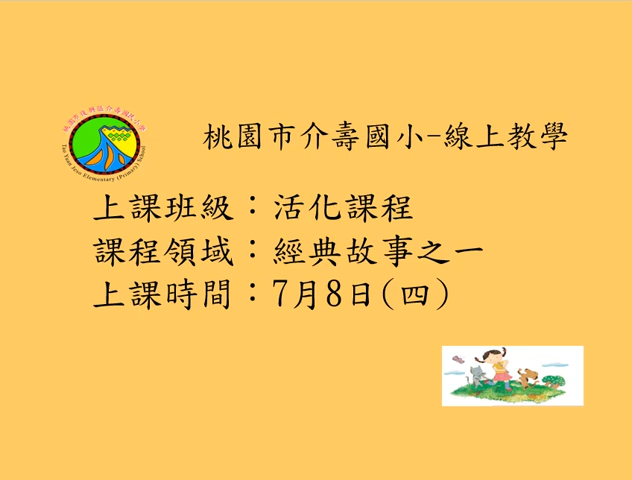 桃園市介壽國小-線上教學
上課班級：活化課程
課程領域：經典故事之一
上課時間：7月8日(四)